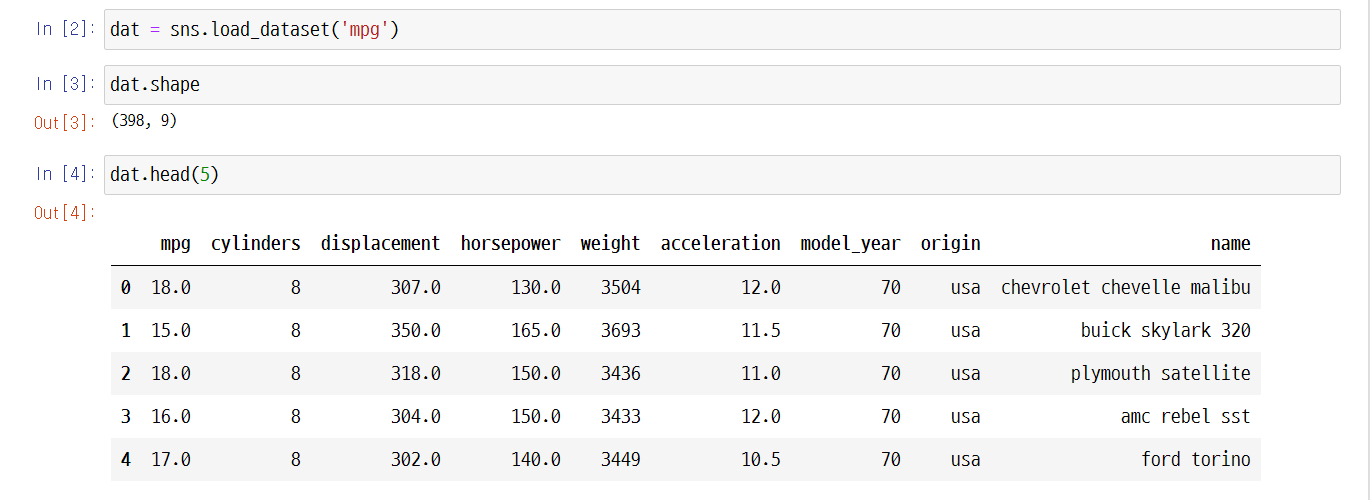 In [2]: dat = sns.load_dataset('mpg')
In [3]: dat.shape
Out[3]: (398, 9)
In [4]: dat.head(5)
Out[4]:
mpg cylinders displacement horsepower weight acceleration model_year origin name
0 18.0 8 307.0 130.0 3504 12.0 70 usa chevrolet chevelle malibu
1 15.0 8 350.0 165.0 3693 11.5 70 usa buick skylark 320
2 18.0 8 318.0 150.0 3436 11.0 70 usa plymouth satellite
3 16.0 8 304.0 150.0 3433 12.0 70 usa amc rebel sst
4 17.0 8 302.0 140.0 3449 10.5 70 usa ford torino